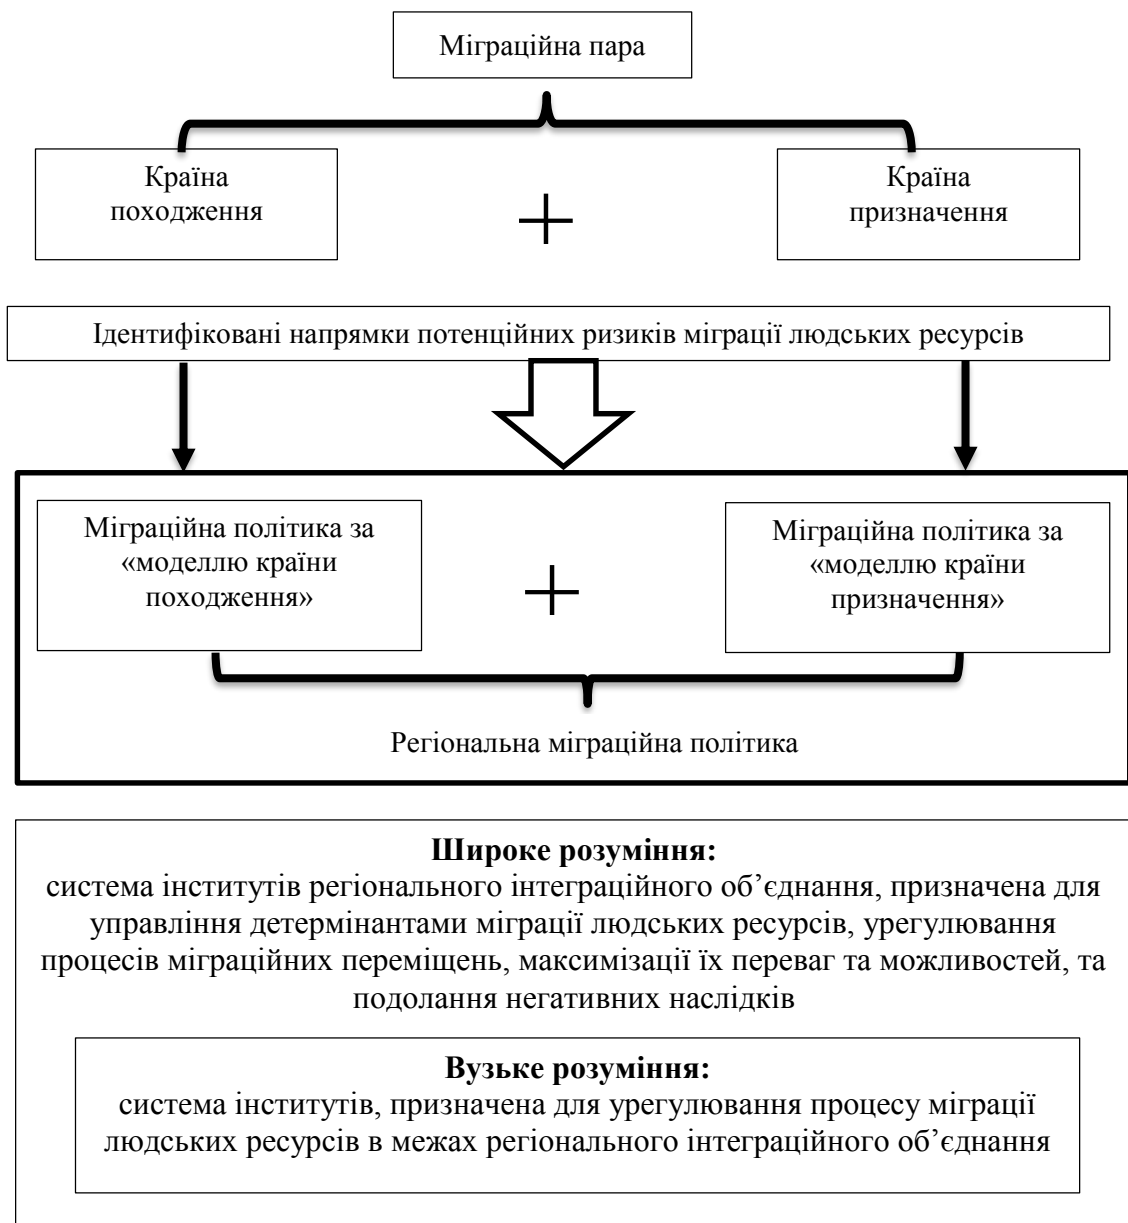 Міграційна пара
Країна
походження
Країна
призначення
Ідентифіковані напрямки потенційних ризиків міграції людських ресурсів
Міграційна політика за
«моделлю країни
походження»
Міграційна політика за
«моделлю країни
призначення»
Регіональна міграційна політика
Широке розуміння:
система інститутів регіонального інтеграційного об’єднання, призначена для
управління детермінантами міграції людських ресурсів, урегулювання
процесів міграційних переміщень, максимізації їх переваг та можливостей, та
подолання негативних наслідків
Вузьке розуміння:
система інститутів, призначена для урегулювання процесу міграції
людських ресурсів в межах регіонального інтеграційного об’єднання